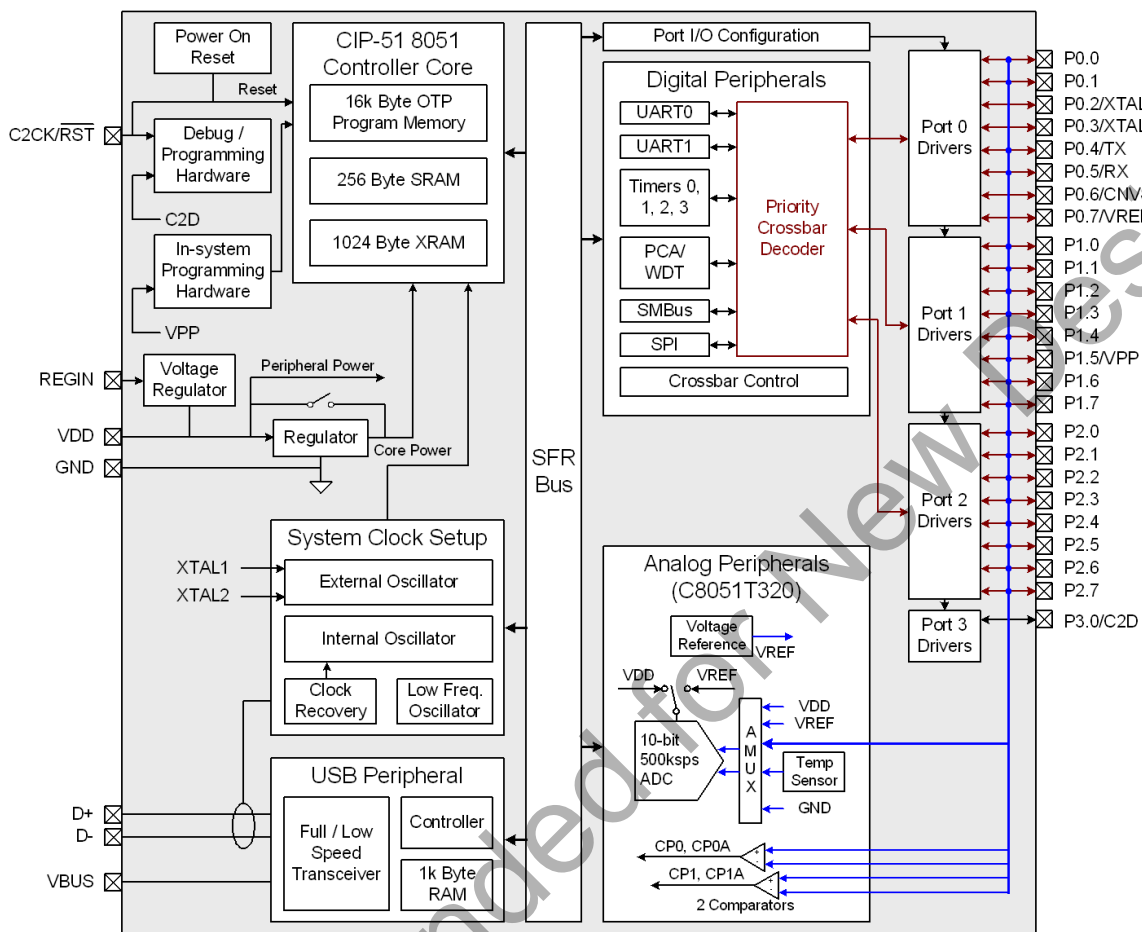 Power On
Reset
Reset
C2CK/RST
Debug /
Programming
Hardware
C2D
In-system
Programming
Hardware
VPP
CIP-51 8051
Controller Core
16k Byte OTP
Program Memory
256 Byte SRAM
1024 Byte XRAM
REGIN
Voltage
Regulator
Peripheral Power
VDD
Regulator
Core Power
GND
System Clock Setup
XTAL1
XTAL2
External Oscillator
Internal Oscillator
Clock
Recovery
Low Freq.
Oscillator
USB Peripheral
D+
D-
VBUS
Full / Low
Speed
Transceiver
Controller
1k Byte
RAM
SFR
Bus
Port I/O Configuration
Digital Peripherals
UART0
UART1
Timers 0,
1, 2, 3
PCA/
WDT
SMBus
SPI
Priority
Crossbar
Decoder
Crossbar Control
Analog Peripherals
(C8051T320)
Voltage
Reference
VREF
VDD
VREF
10-bit
500ksps
ADC
AMUX
VDD
VREF
Temp
Sensor
GND
CP0, CP0A
+
-
CP1, CP1A
+
-
2 Comparators
Port 0
Drivers
Port 1
Drivers
Port 2
Drivers
Port 3
Drivers
P0.0
P0.1
P0.2/XTAL
P0.3/XTAL
P0.4/TX
P0.5/RX
P0.6/CNV
P0.7/VREF
P1.0
P1.1
P1.2
P1.3
P1.4
P1.5/VPP
P1.6
P1.7
P2.0
P2.1
P2.2
P2.3
P2.4
P2.5
P2.6
P2.7
P3.0/C2D
nded for New Des